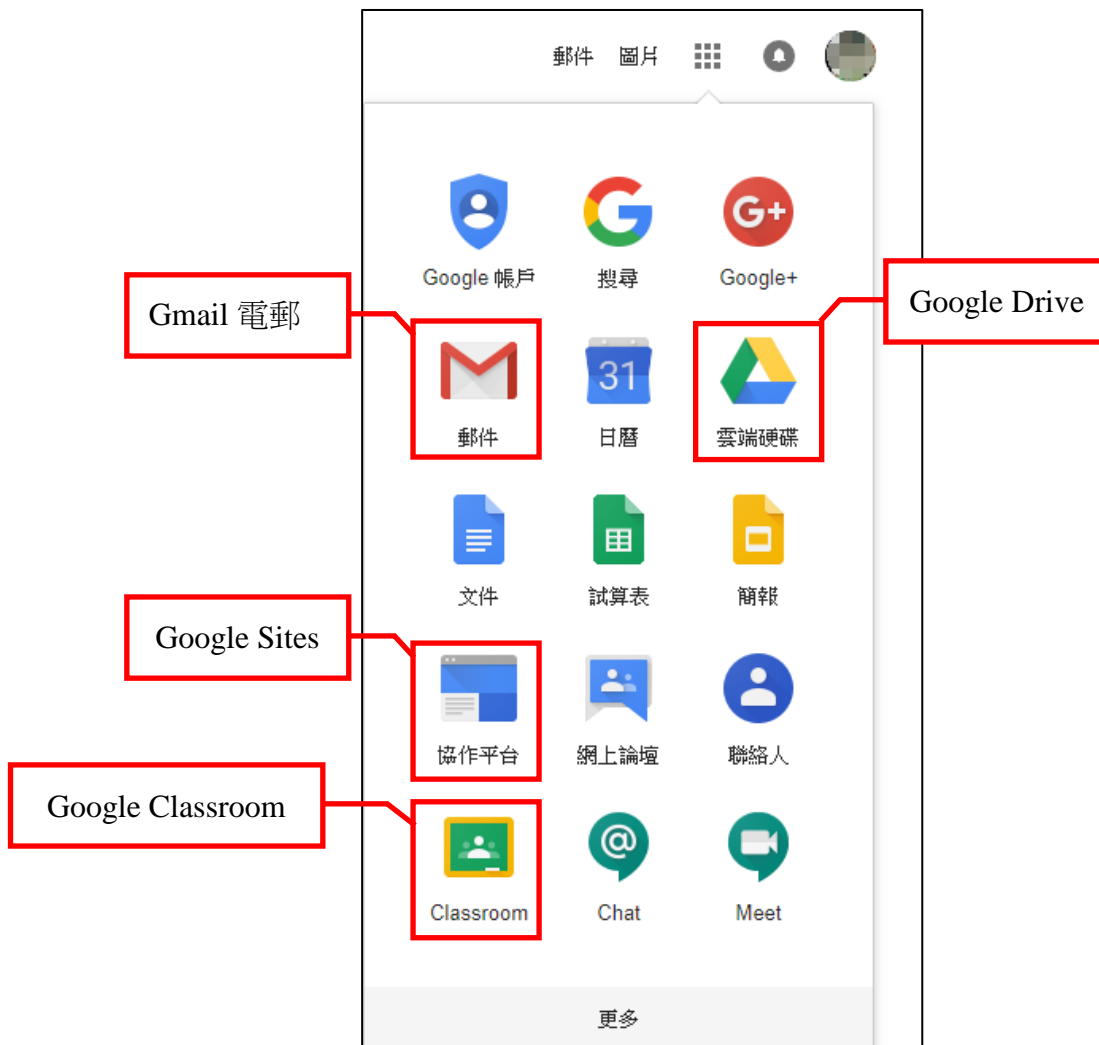 郵件 圖片
G+
Google 帳戶 搜尋 Google+
Gmail 電郵
Google Drive
31
郵件 日曆 雲端硬碟
文件 試算表 簡報
Google Sites
協作平台 網上論壇 聯絡人
Google Classroom
@
Classroom Chat Meet
更多